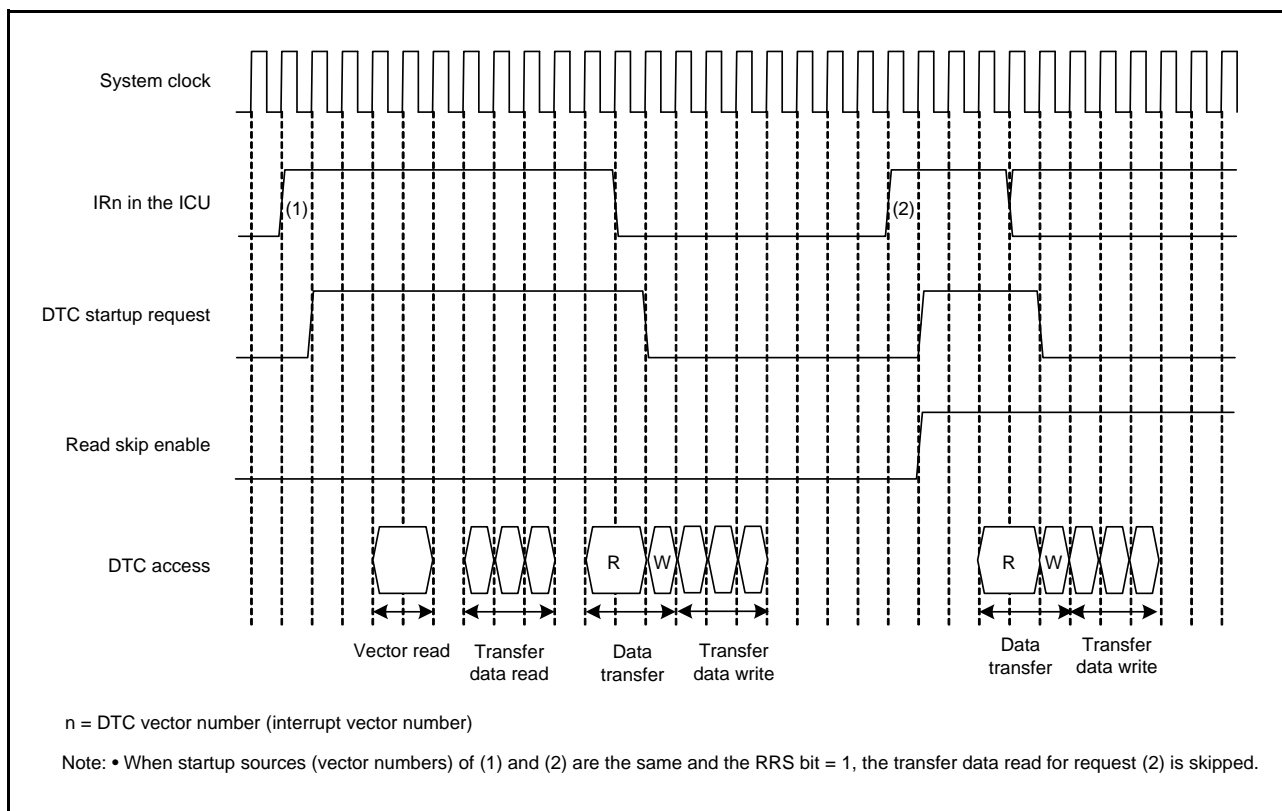 System clock
IRn in the ICU
(1)
(2)
DTC startup request
Read skip enable
DTC access
R
W
R
W
Vector read
Transfer
data read
Data
transfer
Transfer
data write
Data
transfer
Transfer
data write
n = DTC vector number (interrupt vector number)
Note: • When startup sources (vector numbers) of (1) and (2) are the same and the RRS bit = 1, the transfer data read for request (2) is skipped.